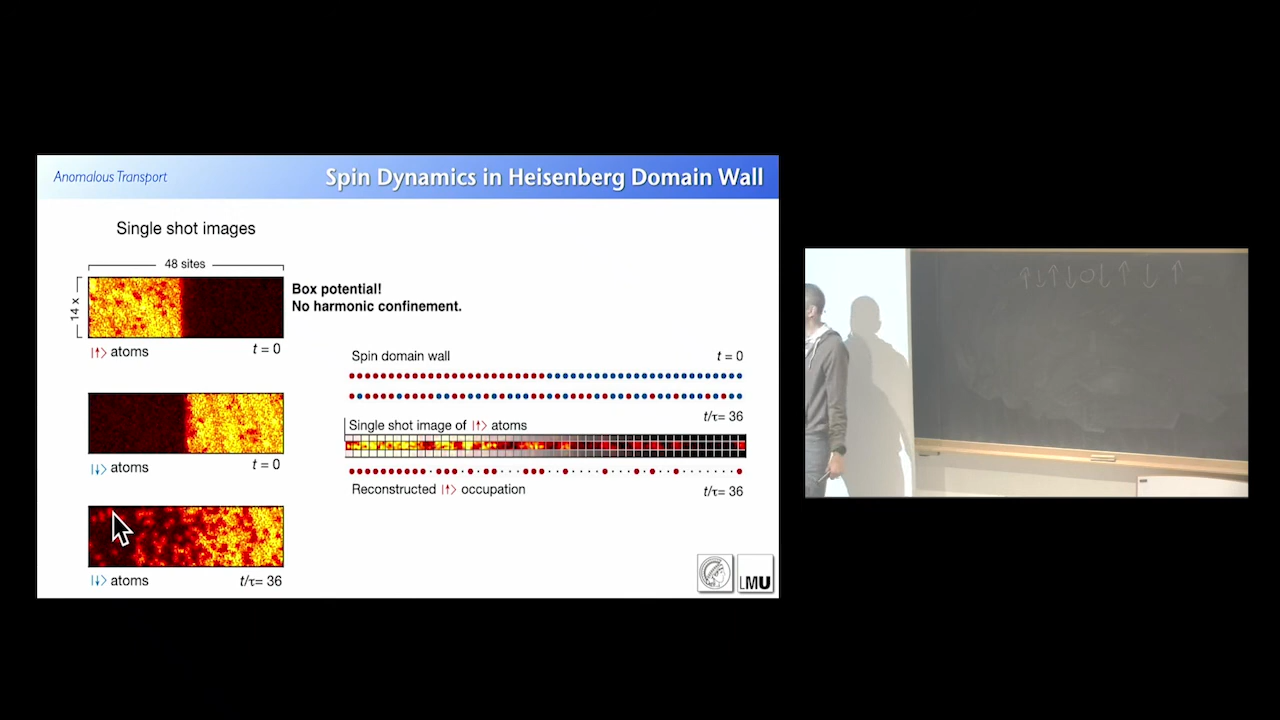 Anomalous Transport
Spin Dynamics in Heisenberg Domain Wall
Single shot images
48 sites
14 x
Box potential!
No harmonic confinement.
|↑⟩ atoms
t = 0
|↓⟩ atoms
t = 0
|↓⟩ atoms
t/τ= 36
Spin domain wall
t = 0
t/τ= 36
Single shot image of |↑⟩ atoms
Reconstructed |↑⟩ occupation
t/τ= 36
LMU
↑↓↑↓O↓↑↓↑